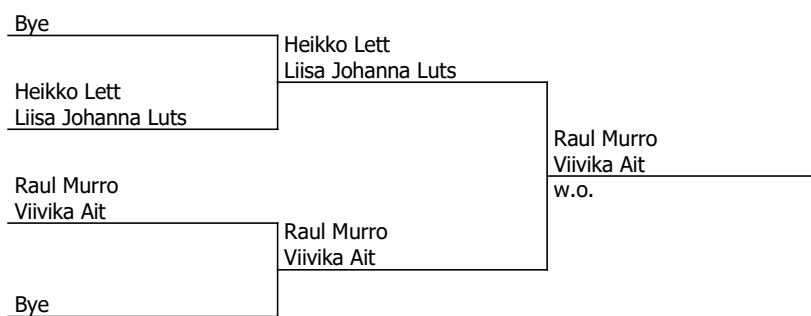 Bye
Heikko Lett
Liisa Johanna Luts
Heikko Lett
Liisa Johanna Luts
Raul Murro
Viivika Ait
w.o.
Raul Murro
Viivika Ait
Raul Murro
Viivika Ait
Bye